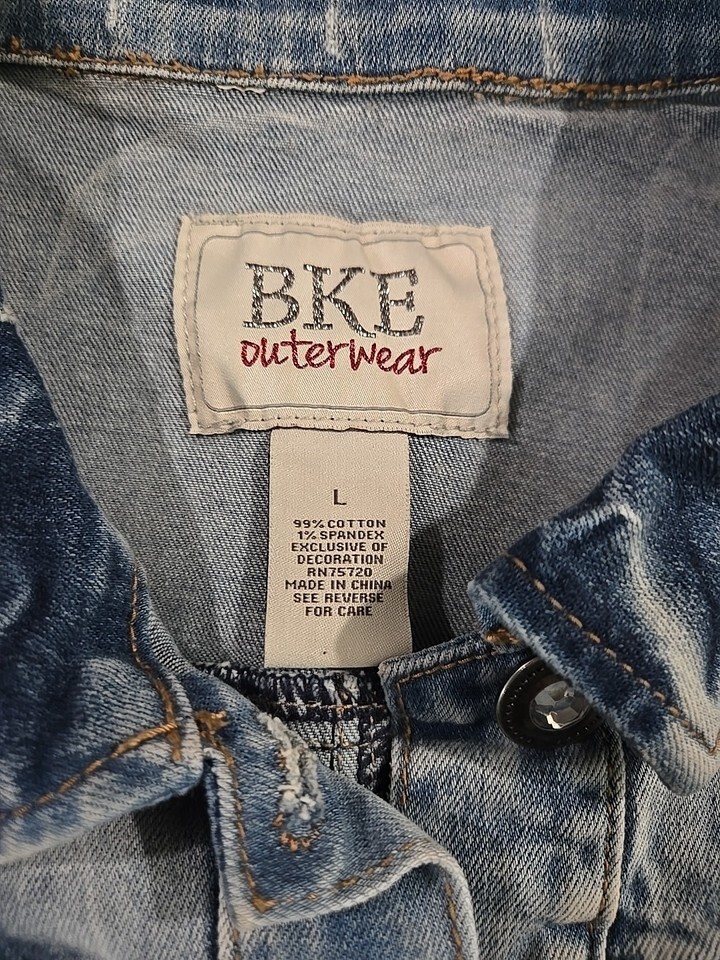 BKE
outerwear
L
99% COTTON
1% SPANDEX
EXCLUSIVE OF
DECORATION
RN75720
MADE IN CHINA
SEE REVERSE
FOR CARE